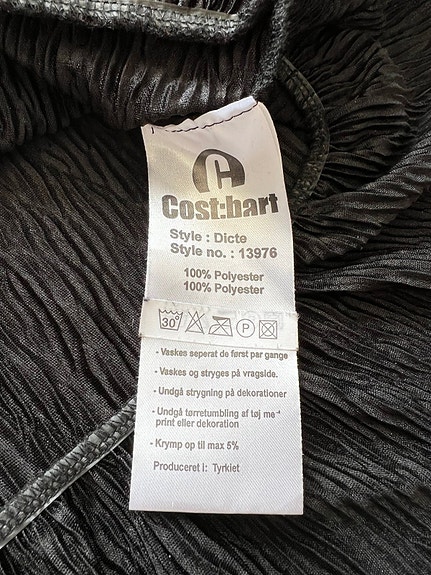 Cost:bart
Style : Dicte
Style no. : 13976
100% Polyester
100% Polyester
30° P
- Vaskes seperat de først par gange
- Vaskes og stryges på vragside.
- Undgå strygning på dekorationer
- Undgå tørretumbling af tøj me
print eller dekoration
- Krymp op til max 5%
Produceret i: Tyrkiet